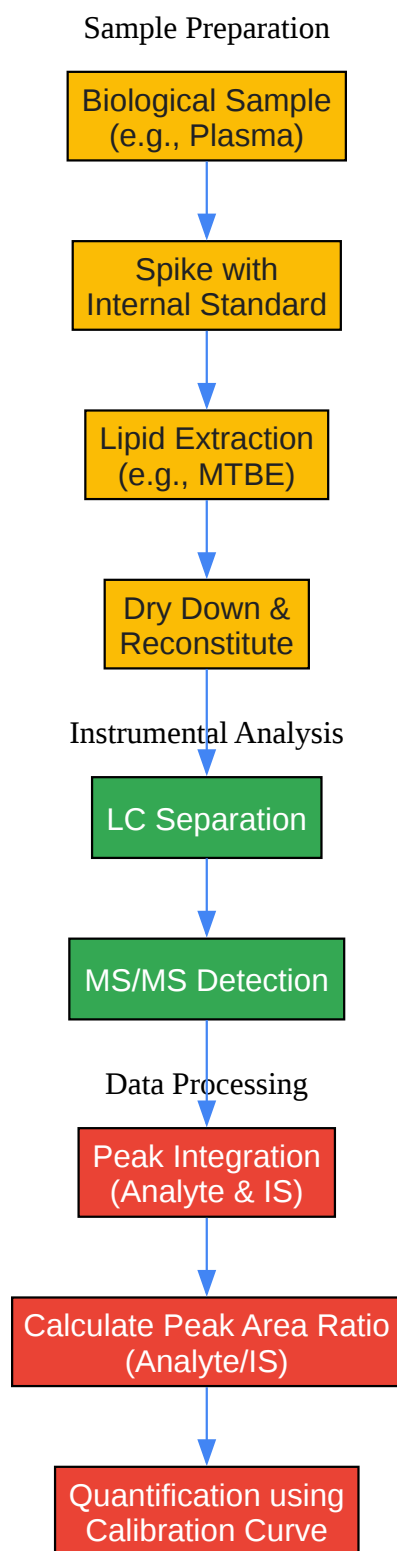 Sample Preparation
Biological Sample
(e.g., Plasma)
Spike with
Internal Standard
Lipid Extraction
(e.g., MTBE)
Dry Down &
Reconstitute
Instrumental Analysis
LC Separation
MS/MS Detection
Data Processing
Peak Integration
(Analyte & IS)
Calculate Peak Area Ratio
(Analyte/IS)
Quantification using
Calibration Curve